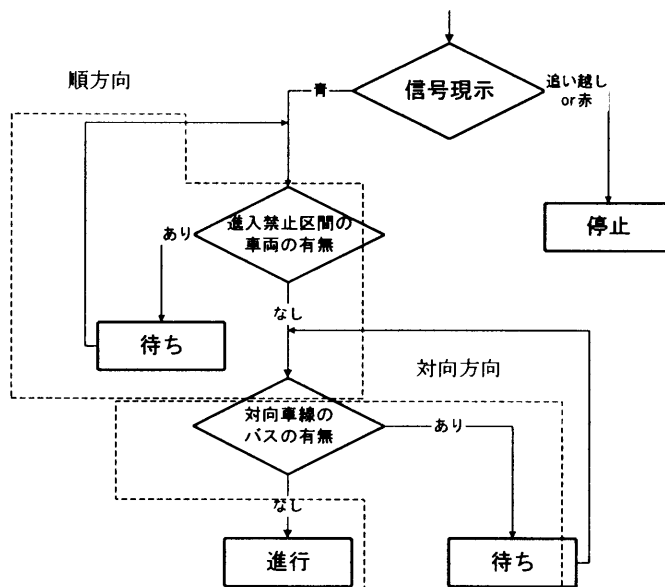 順方向
信号現示
青
追い越し
or赤
停止
進入禁止区間の
車両の有無
あり
なし
待ち
対向方向
対向車線の
バスの有無
あり
なし
進行
待ち